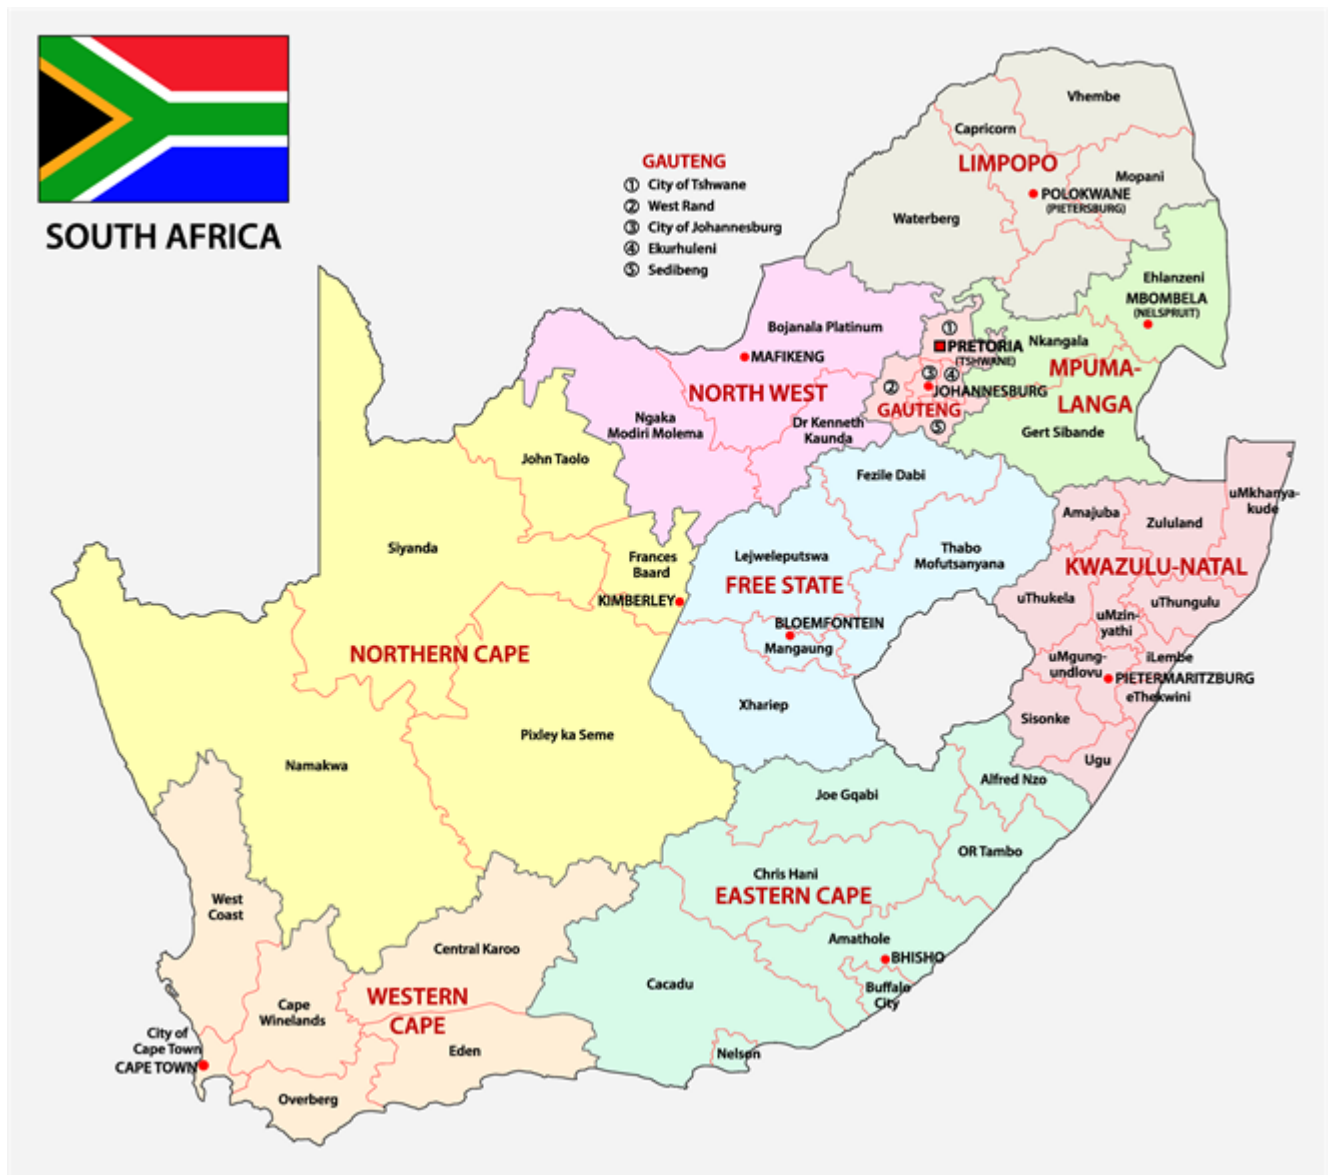 SOUTH AFRICA
GAUTENG
① City of Tshwane
② West Rand
③ City of Johannesburg
④ Ekurhuleni
⑤ Sedibeng
Vhembe
Capricorn
LIMPOPO
Mopani
POLOKWANE
(PIETERSBURG)
Waterberg
Ehlanzeni
MBOMBELA
(NELSPRUIT)
Bojanala Platinum
①
Nkangala
PRETORIA
(TSHWANE)
MAFIKENG
MPUMA-
LANGA
③
④
②
JOHANNESBURG
NORTH WEST
GAUTENG
⑤
Ngaka
Modiri Molema
Dr Kenneth
Kaunda
Gert Sibande
John Taolo
Fezile Dabi
uMkhanya-
kude
Amajuba
Zululand
Siyanda
Frances
Baard
Lejweleputswa
Thabo
Mofutsanyana
KWAZULU-NATAL
FREE STATE
KIMBERLEY
uThukela
uThungulu
uMzin-
yathi
BLOEMFONTEIN
Mangaung
NORTHERN CAPE
uMgung-
undlovu
iLembe
PIETERMARITZBURG
eThekwini
Xhariep
Sisonke
Pixley ka Seme
Ugu
Namakwa
Alfred Nzo
Joe Gqabi
OR Tambo
Chris Hani
EASTERN CAPE
West
Coast
Amathole
Central Karoo
BHISHO
Cacadu
Buffalo
City
WESTERN
CAPE
Cape
Winelands
City of
Cape Town
CAPE TOWN
Eden
Nelson
Overberg